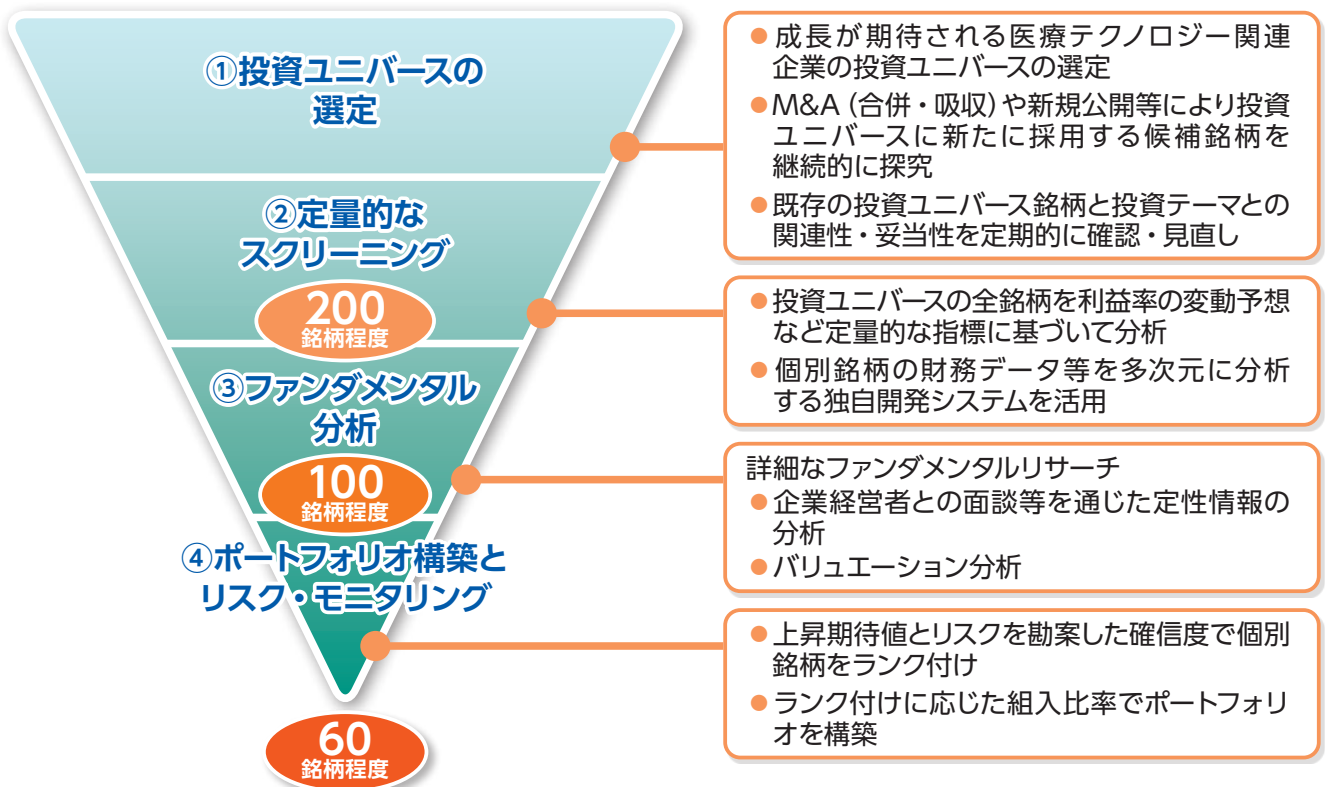 ①投資ユニバースの
選定
● 成長が期待される医療テクノロジー関連
企業の投資ユニバースの選定
●M&A（合併・吸収）や新規公開等により投資
ユニバースに新たに採用する候補銘柄を
継続的に探究
●既存の投資ユニバース銘柄と投資テーマとの
関連性・妥当性を定期的に確認・見直し
②定量的な
スクリーニング
200
銘柄程度
●投資ユニバースの全銘柄を利益率の変動予想
など定量的な指標に基づいて分析
● 個別銘柄の財務データ等を多次元に分析
する独自開発システムを活用
③ファンダメンタル
分析
100
銘柄程度
詳細なファンダメンタルリサーチ
● 企業経営者との面談等を通じた定性情報の
分析
●バリュエーション分析
④ポートフォリオ構築と
リスク・モニタリング
● 上昇期待値とリスクを勘案した確信度で個別
銘柄をランク付け
● ランク付けに応じた組入比率でポートフォリ
オを構築
60
銘柄程度